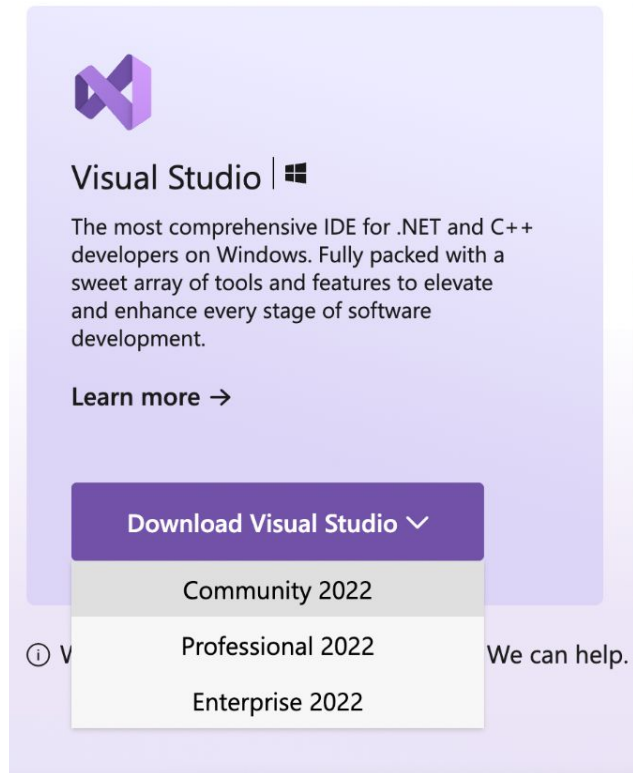 Visual Studio
The most comprehensive IDE for .NET and C++
developers on Windows. Fully packed with a
sweet array of tools and features to elevate
and enhance every stage of software
development.
Learn more →
Download Visual Studio
Community 2022
Professional 2022
We can help.
Enterprise 2022